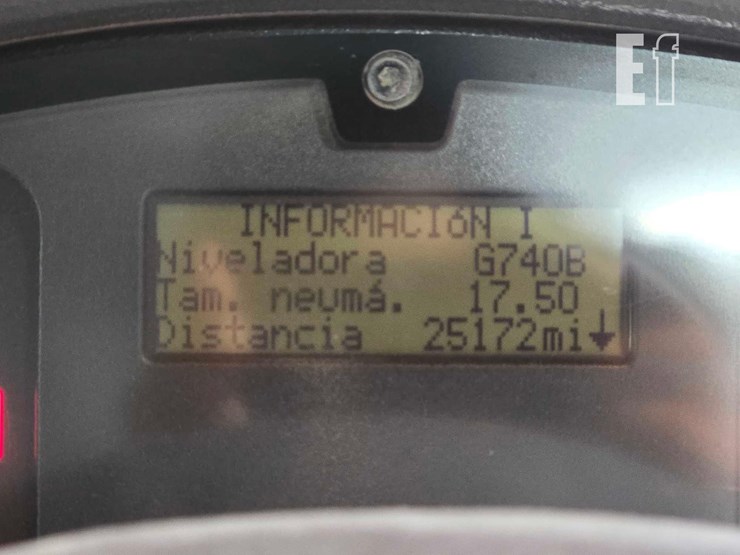 Ef
INFORMACIóN I
Niveladora G740B
Tam. neumá. 17.50
Distancia 25172mi↓